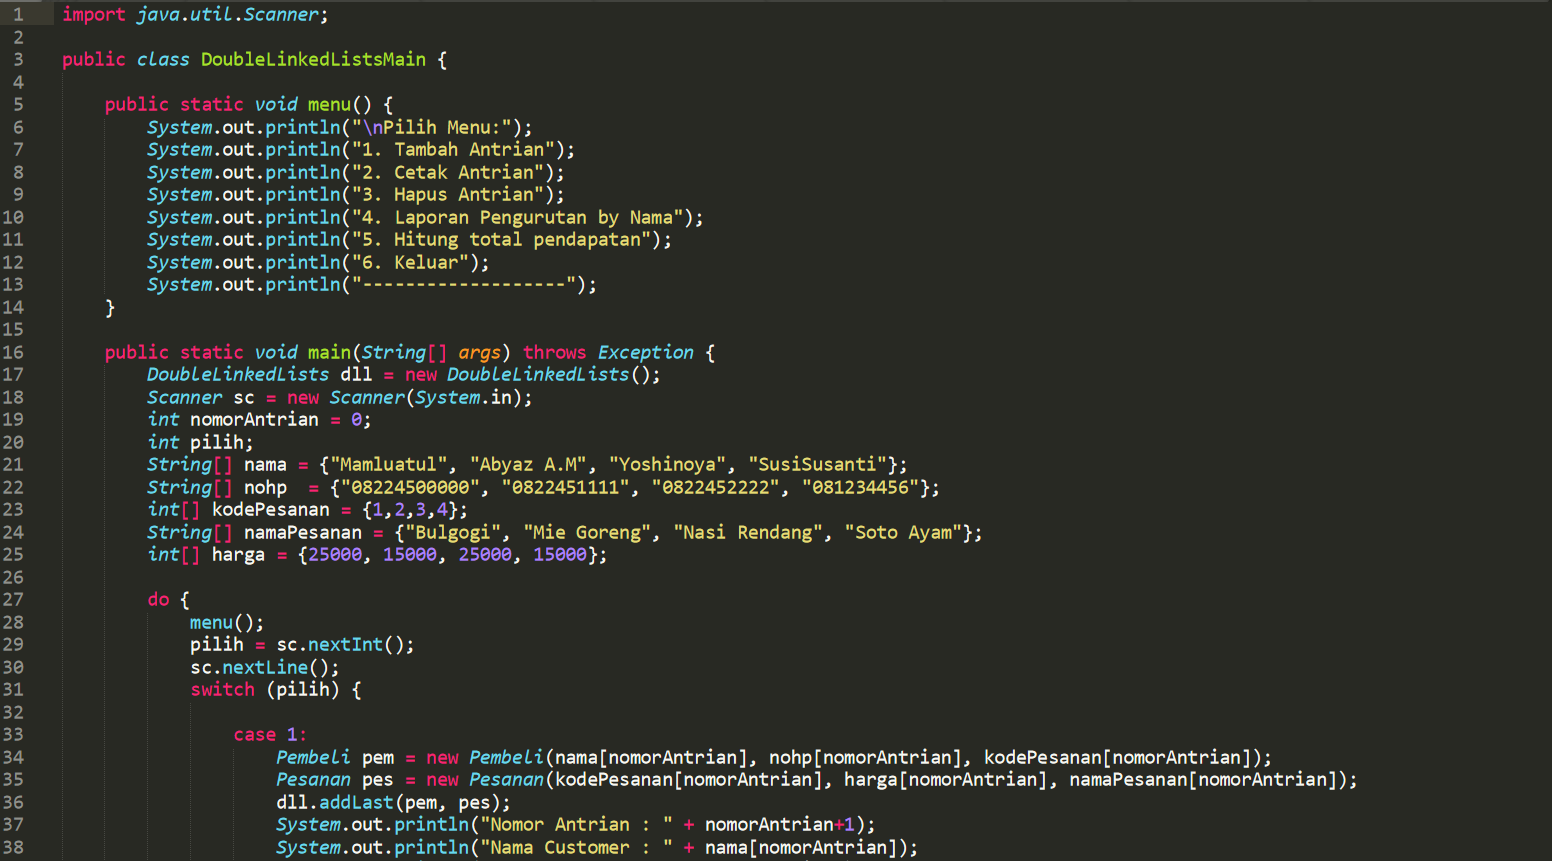 1 import java.util.Scanner;
2
3 public class DoubleLinkedListsMain {
4
5     public static void menu() {
6         System.out.println("\nPilih Menu:");
7         System.out.println("1. Tambah Antrian");
8         System.out.println("2. Cetak Antrian");
9         System.out.println("3. Hapus Antrian");
10         System.out.println("4. Laporan Pengurutan by Nama");
11         System.out.println("5. Hitung total pendapatan");
12         System.out.println("6. Keluar");
13         System.out.println("-------------------");
14     }
15
16     public static void main(String[] args) throws Exception {
17         DoubleLinkedLists dll = new DoubleLinkedLists();
18         Scanner sc = new Scanner(System.in);
19         int nomorAntrian = 0;
20         int pilih;
21         String[] nama = {"Mamluatul", "Abyaz A.M", "Yoshinoya", "SusiSusanti"};
22         String[] nohp  = {"08224500000", "0822451111", "0822452222", "081234456"};
23         int[] kodePesanan = {1,2,3,4};
24         String[] namaPesanan = {"Bulgogi", "Mie Goreng", "Nasi Rendang", "Soto Ayam"};
25         int[] harga = {25000, 15000, 25000, 15000};
26
27         do {
28             menu();
29             pilih = sc.nextInt();
30             sc.nextLine();
31             switch (pilih) {
32
33                 case 1:
34                     Pembeli pem = new Pembeli(nama[nomorAntrian], nohp[nomorAntrian], kodePesanan[nomorAntrian]);
35                     Pesanan pes = new Pesanan(kodePesanan[nomorAntrian], harga[nomorAntrian], namaPesanan[nomorAntrian]);
36                     dll.addLast(pem, pes);
37                     System.out.println("Nomor Antrian : " + nomorAntrian+1);
38                     System.out.println("Nama Customer : " + nama[nomorAntrian]);